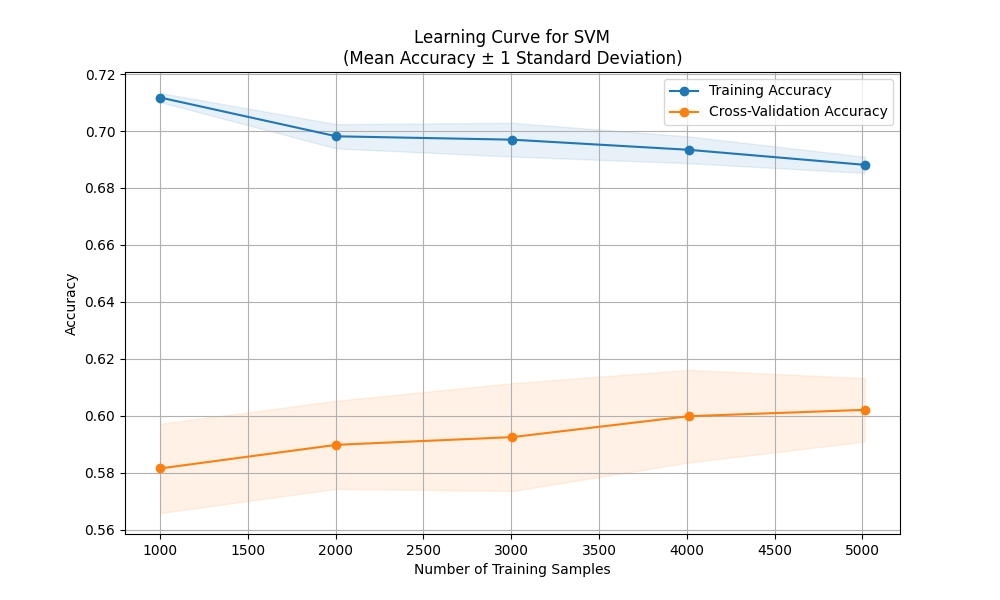 Learning Curve for SVM
(Mean Accuracy ± 1 Standard Deviation)
Training Accuracy
Cross-Validation Accuracy
Accuracy
0.72
0.70
0.68
0.66
0.64
0.62
0.60
0.58
0.56
1000 1500 2000 2500 3000 3500 4000 4500 5000
Number of Training Samples